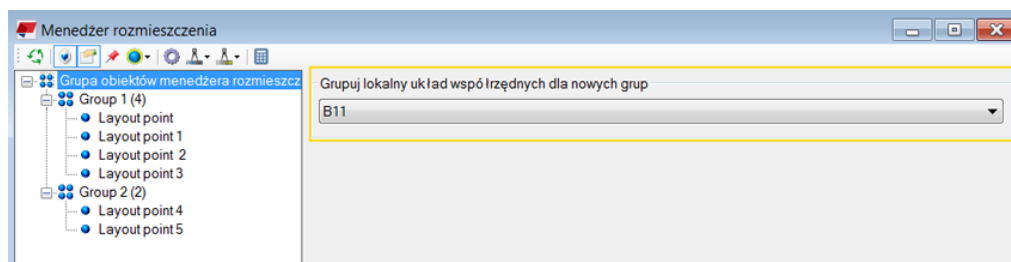 Menedżer rozmieszczenia
Grupa obiektów menedżera rozmieszcz
Group 1 (4)
Layout point
Layout point 1
Layout point 2
Layout point 3
Group 2 (2)
Layout point 4
Layout point 5
Grupuj lokalny układ współrzędnych dla nowych grup
B11